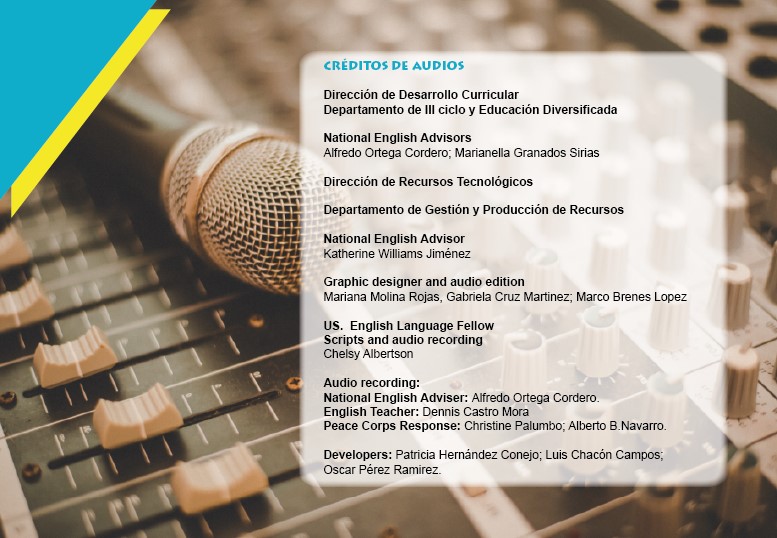 CRÉDITOS DE AUDIOS
Dirección de Desarrollo Curricular
Departamento de III ciclo y Educación Diversificada
National English Advisors
Alfredo Ortega Cordero; Marianella Granados Sirias
Dirección de Recursos Tecnológicos
Departamento de Gestión y Producción de Recursos
National English Advisor
Katherine Williams Jiménez
Graphic designer and audio edition
Mariana Molina Rojas, Gabriela Cruz Martinez; Marco Brenes Lopez
US.  English Language Fellow
Scripts and audio recording
Chelsy Albertson
Audio recording:
National English Adviser: Alfredo Ortega Cordero.
English Teacher: Dennis Castro Mora
Peace Corps Response: Christine Palumbo; Alberto B.Navarro.
Developers: Patricia Hernández Conejo; Luis Chacón Campos;
Oscar Pérez Ramirez.